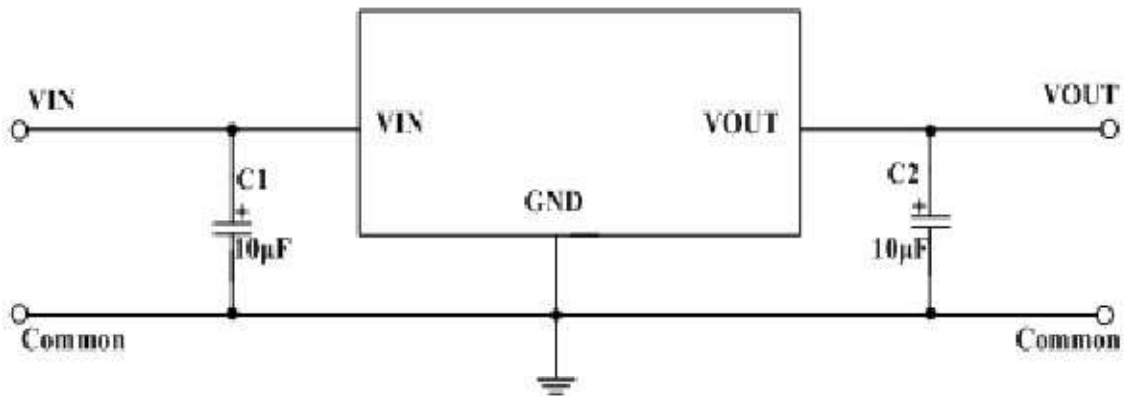 VIN
VOUT
VIN
VOUT
C1
+
10μF
GND
C2
+
10μF
Common
Common